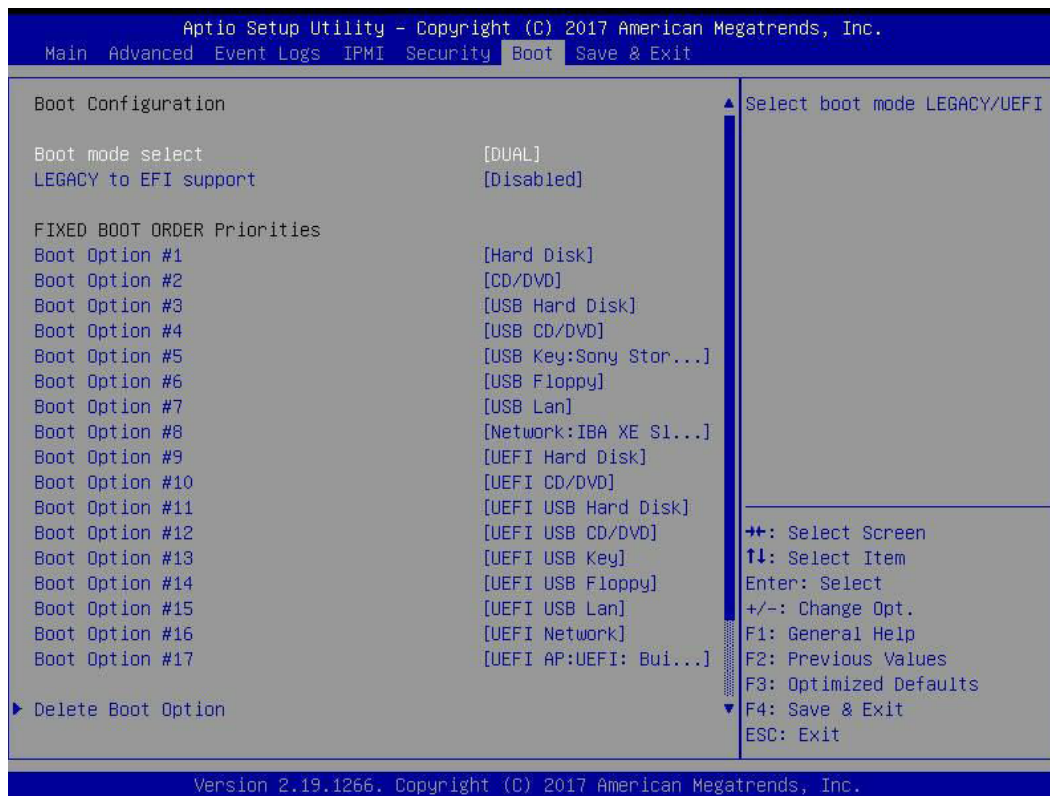 Aptio Setup Utility – Copyright (C) 2017 American Megatrends, Inc.
Main Advanced Event Logs IPMI Security Boot Save & Exit
Boot Configuration
Boot mode select [DUAL]
LEGACY to EFI support [Disabled]
FIXED BOOT ORDER Priorities
Boot Option #1 [Hard Disk]
Boot Option #2 [CD/DVD]
Boot Option #3 [USB Hard Disk]
Boot Option #4 [USB CD/DVD]
Boot Option #5 [USB Key:Sony Stor...]
Boot Option #6 [USB Floppy]
Boot Option #7 [USB Lan]
Boot Option #8 [Network:IBA XE Sl...]
Boot Option #9 [UEFI Hard Disk]
Boot Option #10 [UEFI CD/DVD]
Boot Option #11 [UEFI USB Hard Disk]
Boot Option #12 [UEFI USB CD/DVD]
Boot Option #13 [UEFI USB Key]
Boot Option #14 [UEFI USB Floppy]
Boot Option #15 [UEFI USB Lan]
Boot Option #16 [UEFI Network]
Boot Option #17 [UEFI AP:UEFI: Bui...]
Delete Boot Option
Select boot mode LEGACY/UEFI
→←: Select Screen
↑↓: Select Item
Enter: Select
+/-: Change Opt.
F1: General Help
F2: Previous Values
F3: Optimized Defaults
F4: Save & Exit
ESC: Exit
Version 2.19.1266. Copyright (C) 2017 American Megatrends, Inc.